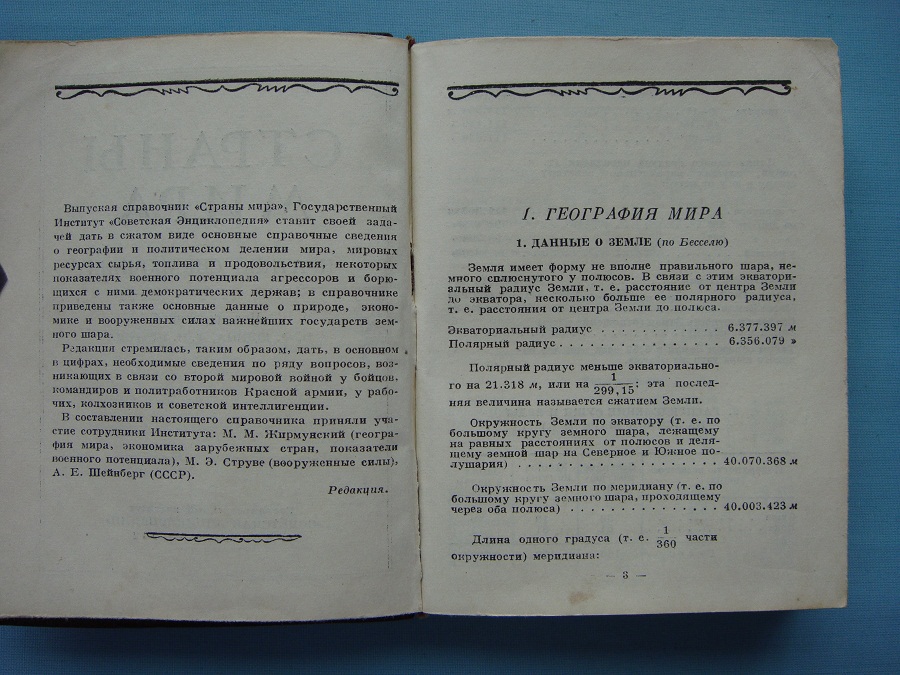 Выпуская справочник «Страны мира», Государственный
Институт «Советская Энциклопедия» ставит своей зада-
чей дать в сжатом виде основные справочные сведения
о географии и политическом делении мира, мировых
ресурсах сырья, топлива и продовольствия, некоторых
показателях военного потенциала агрессоров и борю-
щихся с ними демократических держав; в справочнике
приведены также основные данные о природе, эконо-
мике и вооруженных силах важнейших государств зем-
ного шара.
Редакция стремилась, таким образом, дать, в основном
в цифрах, необходимые сведения по ряду вопросов, воз-
никающих в связи со второй мировой войной у бойцов,
командиров и политработников Красной армии, у рабо-
чих, колхозников и советской интеллигенции.
В составлении настоящего справочника приняли уча-
стие сотрудники Института: М. М. Жирмунский (геогра-
фия мира, экономика зарубежных стран, показатели
военного потенциала), М. Э. Струве (вооруженные силы),
А. Е. Шейнберг (СССР).
Редакция.
1. ГЕОГРАФИЯ МИРА
1. ДАННЫЕ О ЗЕМЛЕ (по Бесселю)
Земля имеет форму не вполне правильного шара, не-
много сплюснутого у полюсов. В связи с этим экватори-
альный радиус Земли, т. е. расстояние от центра Земли
до экватора, несколько больше ее полярного радиуса,
т. е. расстояния от центра Земли до полюса.
Экваториальный радиус . . . . . . . . . . . . . 6.377.397 м
Полярный радиус . . . . . . . . . . . . . . . . 6.356.079 »
Полярный радиус меньше экваториально-
го на 21.318 м, или на 1/299,15; эта послед-
няя величина называется сжатием Земли.
Окружность Земли по экватору (т. е. по
большому кругу земного шара, лежащему
на равных расстояниях от полюсов и деля-
щему земной шар на Северное и Южное по-
лушария) . . . . . . . . . . . . . . . . . . 40.070.368 м
Окружность Земли по меридиану (т. е. по
большому кругу земного шара, проходящему
через оба полюса) . . . . . . . . . . . . . . 40.003.423 м
Длина одного градуса (т. е. 1/360 части
окружности) меридиана:
— 3 —